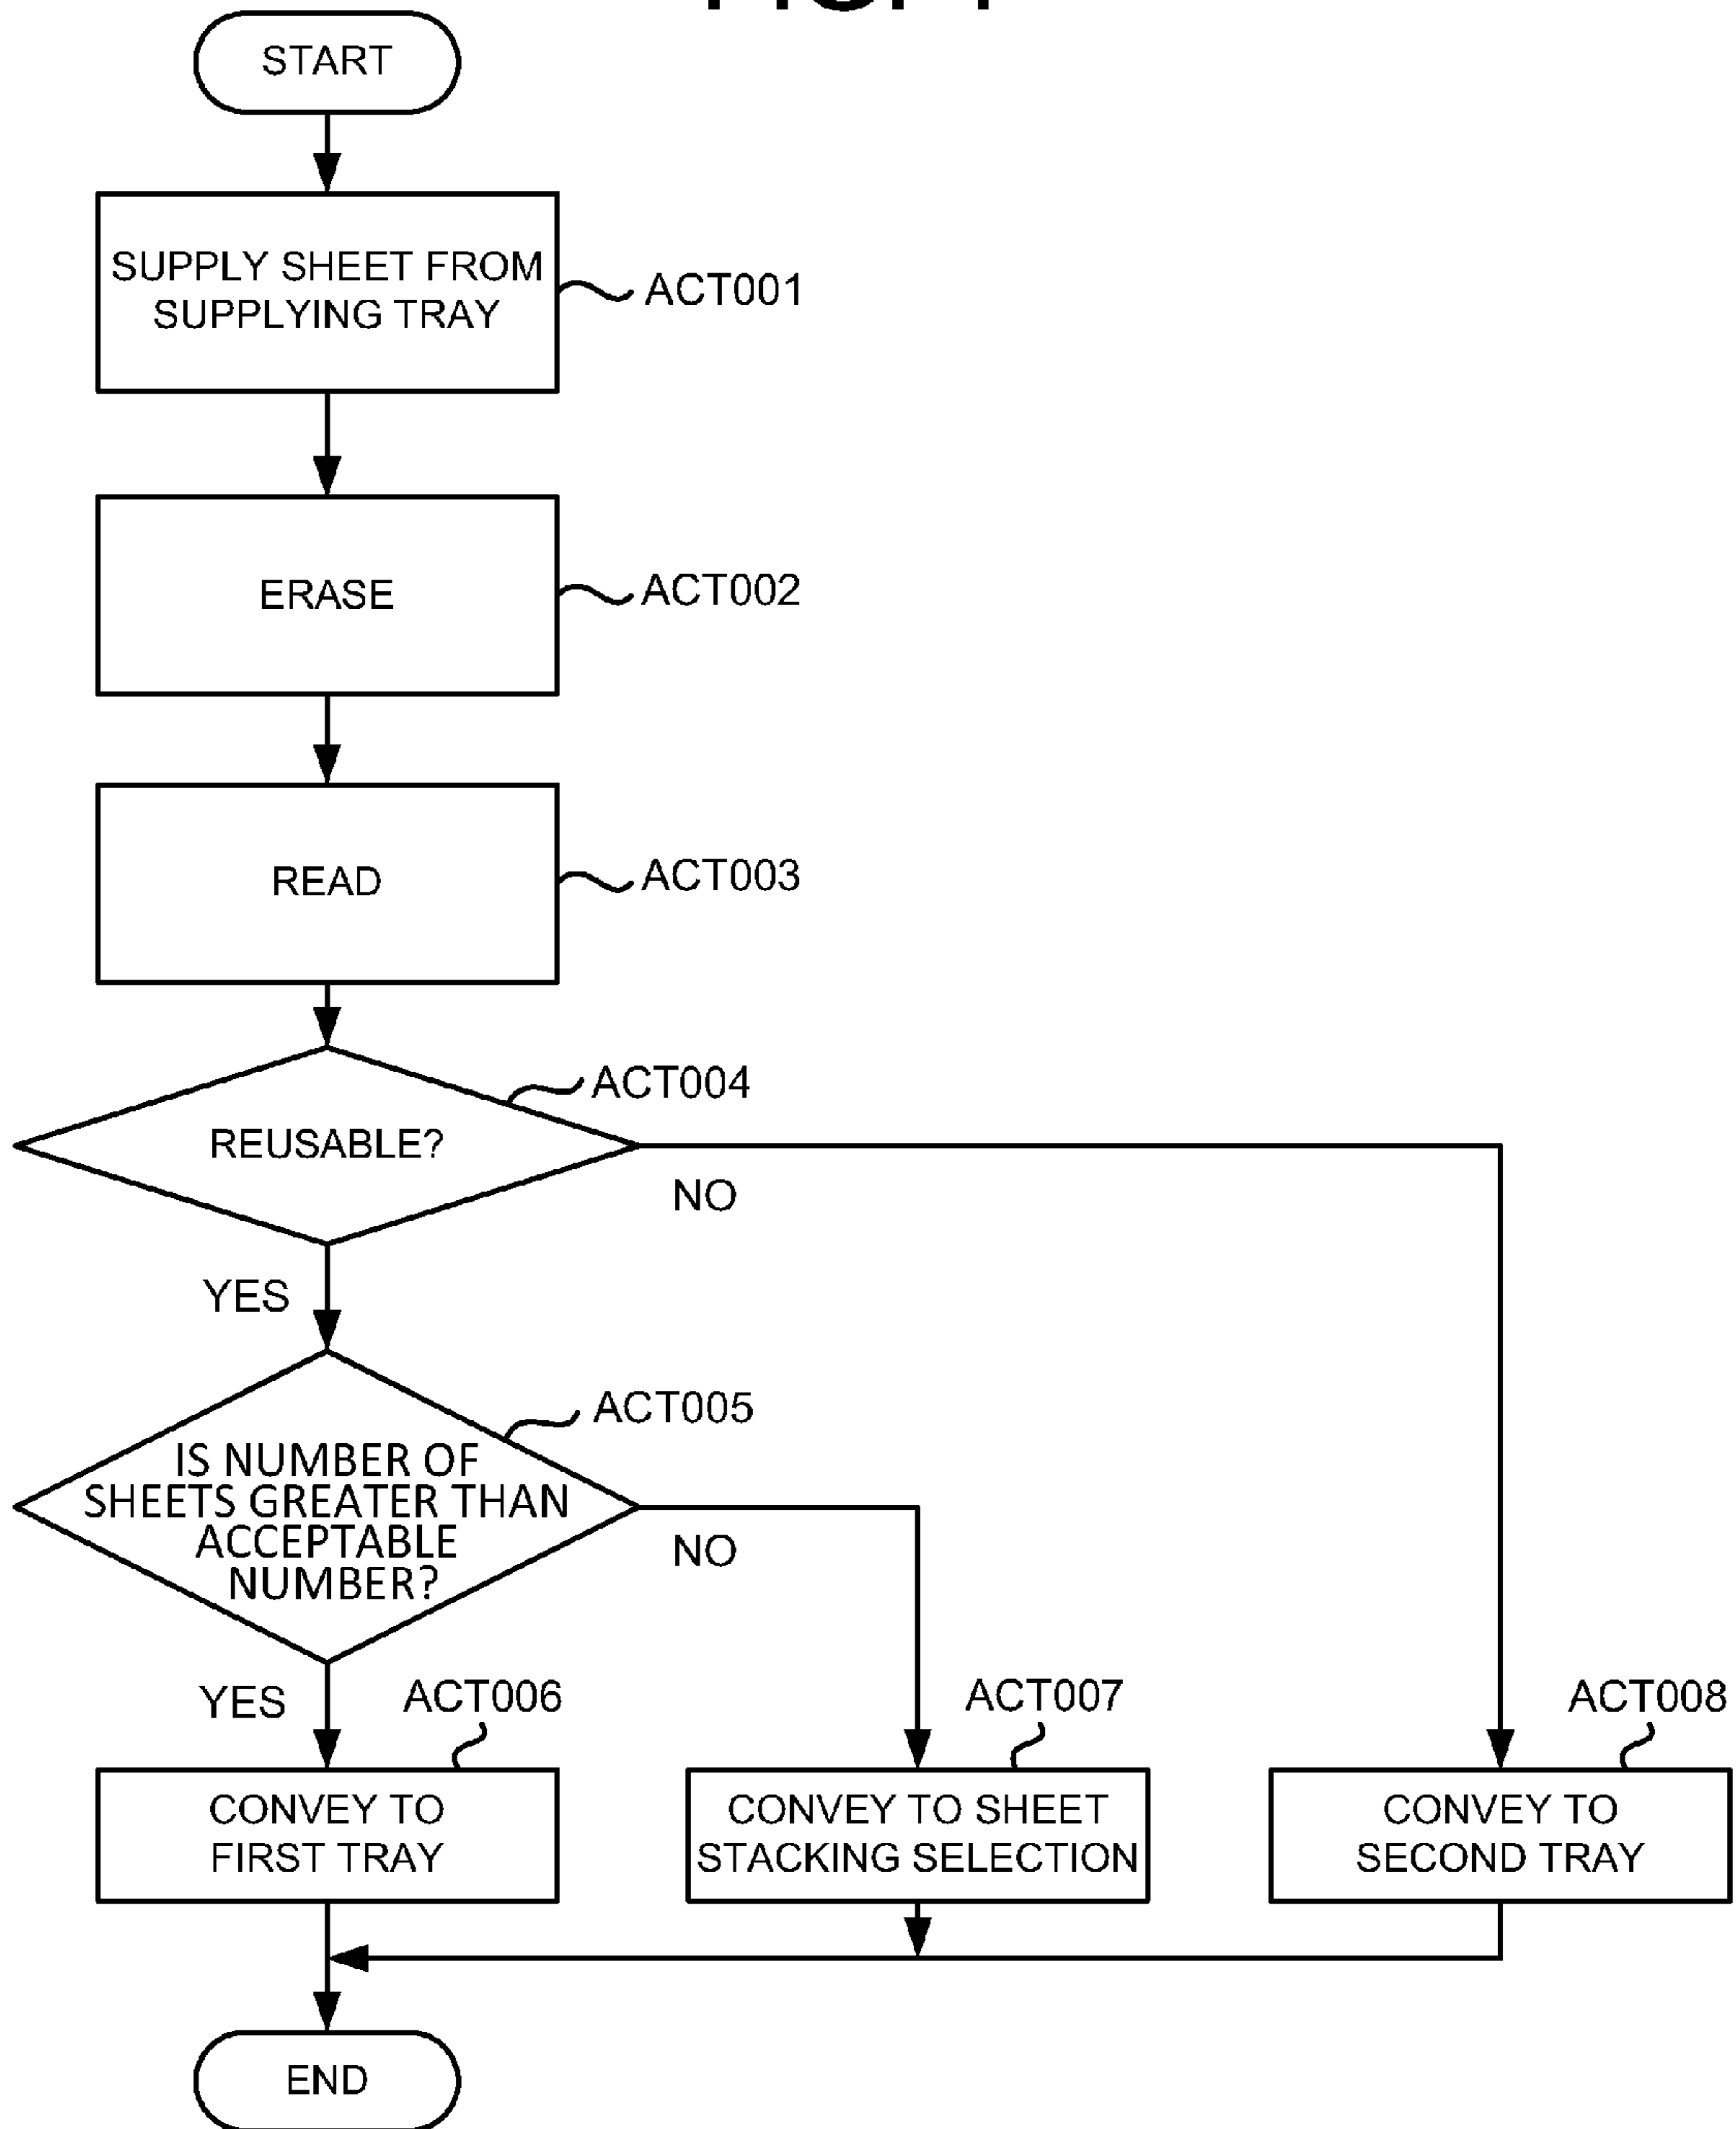 START
SUPPLY SHEET FROM
SUPPLYING TRAY
ACT001
ERASE
ACT002
READ
ACT003
ACT004
REUSABLE?
NO
YES
ACT005
IS NUMBER OF
SHEETS GREATER THAN
ACCEPTABLE
NUMBER?
NO
YES
ACT006
ACT007
ACT008
CONVEY TO
FIRST TRAY
CONVEY TO SHEET
STACKING SELECTION
CONVEY TO
SECOND TRAY
END